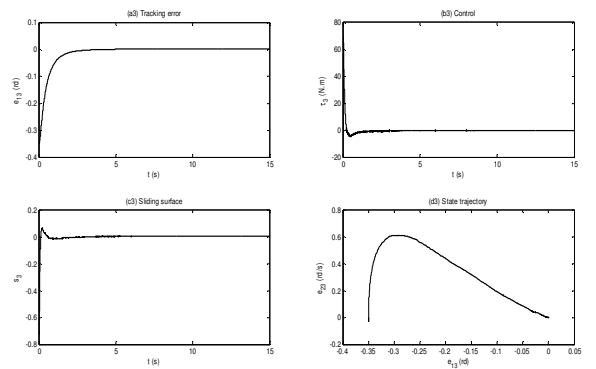 (a3) Tracking error
0.1
0
-0.1
-0.2
-0.3
-0.4
e13 (rd)
0 5 10 15
t (s)
(b3) Control
80
60
40
20
0
-20
τ3 (N.m)
0 5 10 15
t (s)
(c3) Sliding surface
0.2
0
-0.2
-0.4
-0.6
-0.8
s3
0 5 10 15
t (s)
(d3) State trajectory
0.8
0.6
0.4
0.2
0
-0.2
e23 (rd/s)
-0.4 -0.35 -0.3 -0.25 -0.2 -0.15 -0.1 -0.05 0 0.05
e13 (rd)